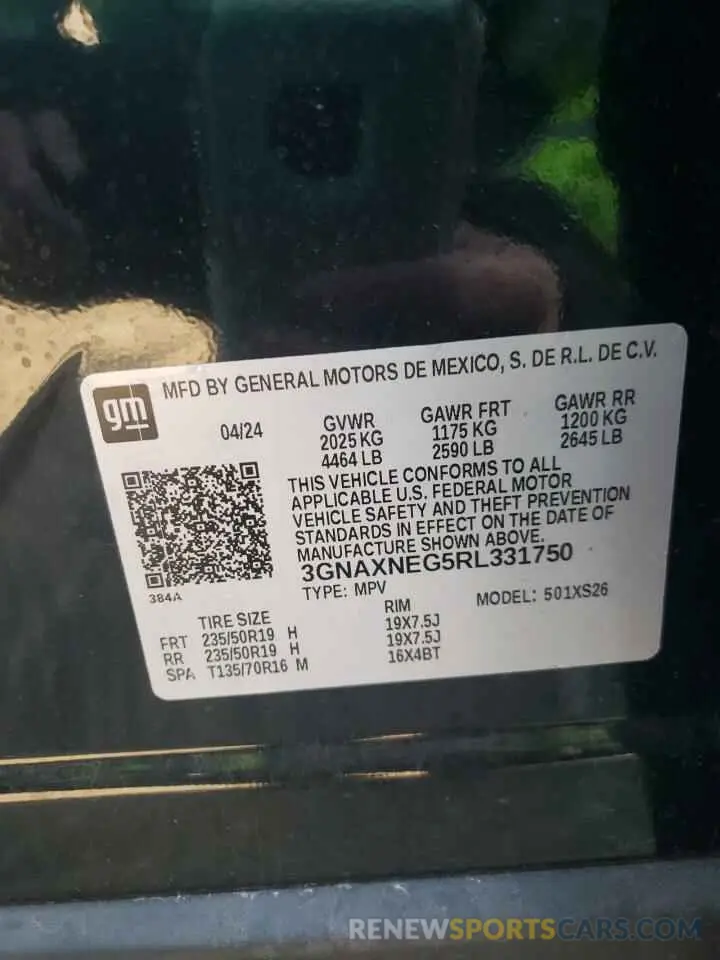 MFD BY GENERAL MOTORS DE MEXICO, S. DE R.L. DE C.V.
gm
04/24
GVWR
2025 KG
4464 LB
GAWR FRT
1175 KG
2590 LB
GAWR RR
1200 KG
2645 LB
THIS VEHICLE CONFORMS TO ALL
APPLICABLE U.S. FEDERAL MOTOR
VEHICLE SAFETY AND THEFT PREVENTION
STANDARDS IN EFFECT ON THE DATE OF
MANUFACTURE SHOWN ABOVE.
3GNAXNEG5RL331750
384A
TYPE: MPV
MODEL: 501XS26
TIRE SIZE RIM
FRT 235/50R19 H 19X7.5J
RR 235/50R19 H 19X7.5J
SPA T135/70R16 M 16X4BT
RENEWSPORTSCARS.COM